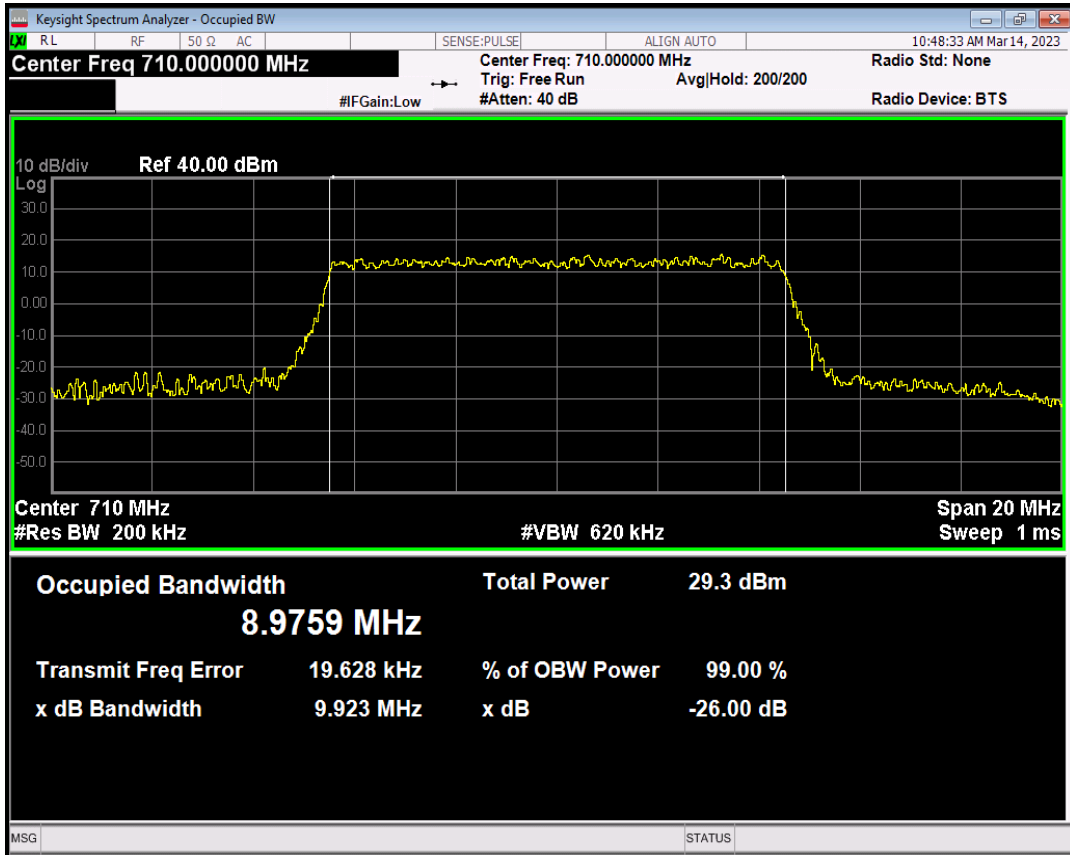 Keysight Spectrum Analyzer - Occupied BW
LXI RL RF 50 Ω AC SENSE:PULSE ALIGN AUTO 10:48:33 AM Mar 14, 2023
Center Freq 710.000000 MHz Center Freq: 710.000000 MHz Radio Std: None
Trig: Free Run Avg|Hold: 200/200
#IFGain:Low #Atten: 40 dB Radio Device: BTS
10 dB/div Ref 40.00 dBm
Log
30.0
20.0
10.0
0.00
-10.0
-20.0
-30.0
-40.0
-50.0
Center 710 MHz Span 20 MHz
#Res BW 200 kHz #VBW 620 kHz Sweep 1 ms
Occupied Bandwidth Total Power 29.3 dBm
8.9759 MHz
Transmit Freq Error 19.628 kHz % of OBW Power 99.00 %
x dB Bandwidth 9.923 MHz x dB -26.00 dB
MSG STATUS